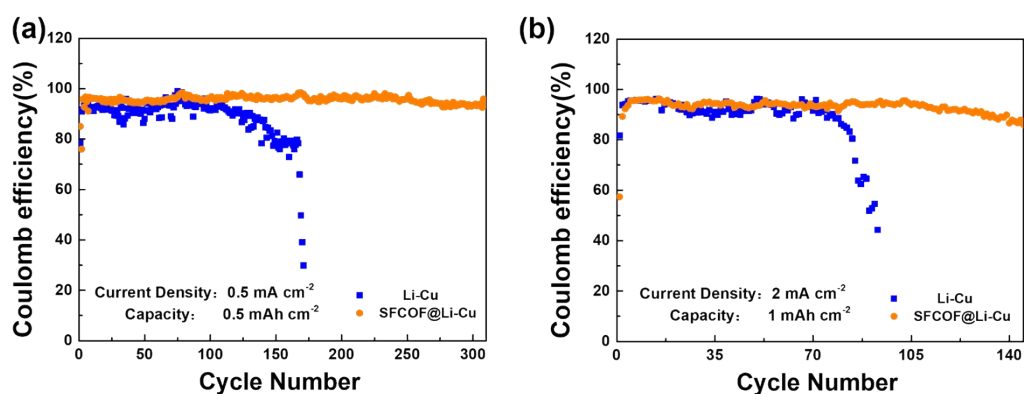 (a)
120
100
80
60
40
20
0
Coulomb efficiency(%)
Current Density：0.5 mA cm⁻²
Capacity：0.5 mAh cm⁻²
Li-Cu
SFCOF@Li-Cu
0 50 100 150 200 250 300
Cycle Number
(b)
120
100
80
60
40
20
0
Coulomb efficiency(%)
Current Density：2 mA cm⁻²
Capacity：1 mAh cm⁻²
Li-Cu
SFCOF@Li-Cu
0 35 70 105 140
Cycle Number